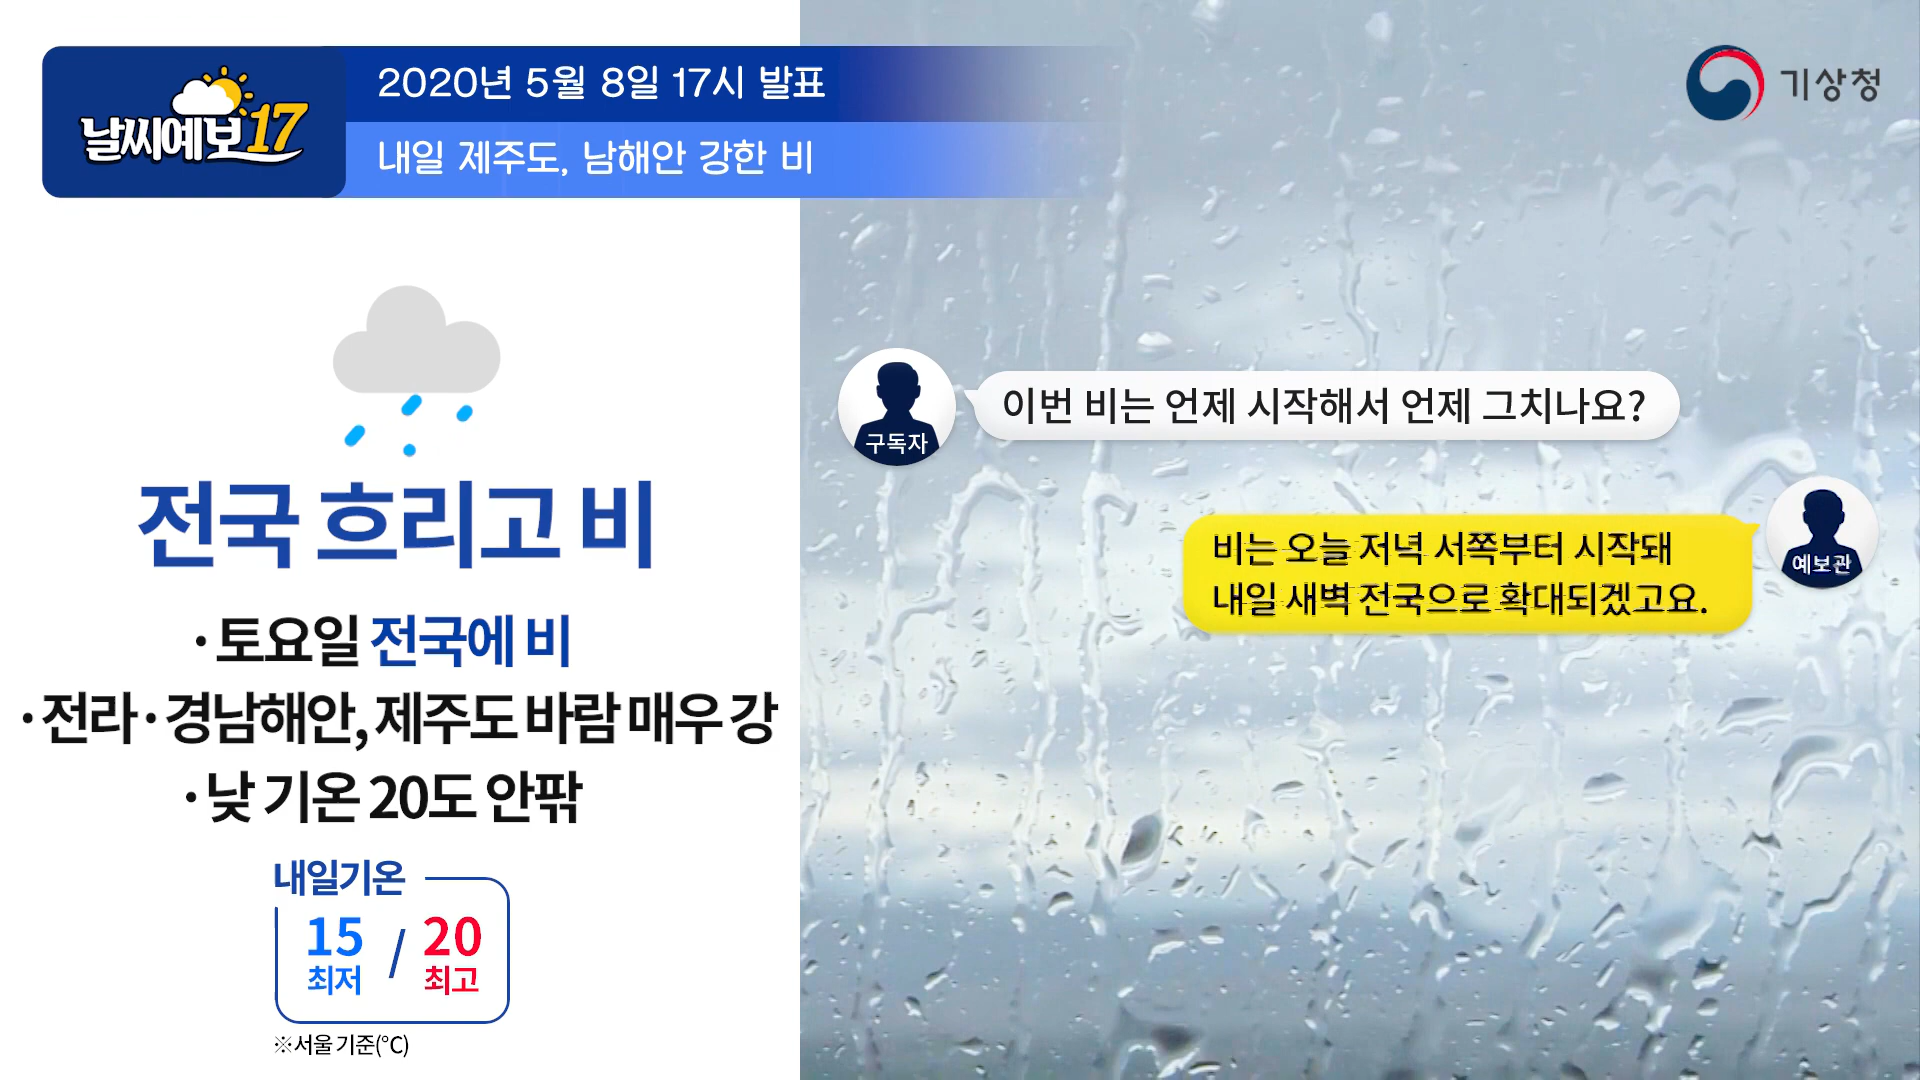 날씨예보17
2020년 5월 8일 17시 발표
내일 제주도, 남해안 강한 비
기상청
전국 흐리고 비
· 토요일 전국에 비
· 전라 · 경남해안, 제주도 바람 매우 강
· 낮 기온 20도 안팎
내일기온
15 / 20
최저 최고
※서울 기준(°C)
이번 비는 언제 시작해서 언제 그치나요?
구독자
비는 오늘 저녁 서쪽부터 시작돼
내일 새벽 전국으로 확대되겠고요.
예보관